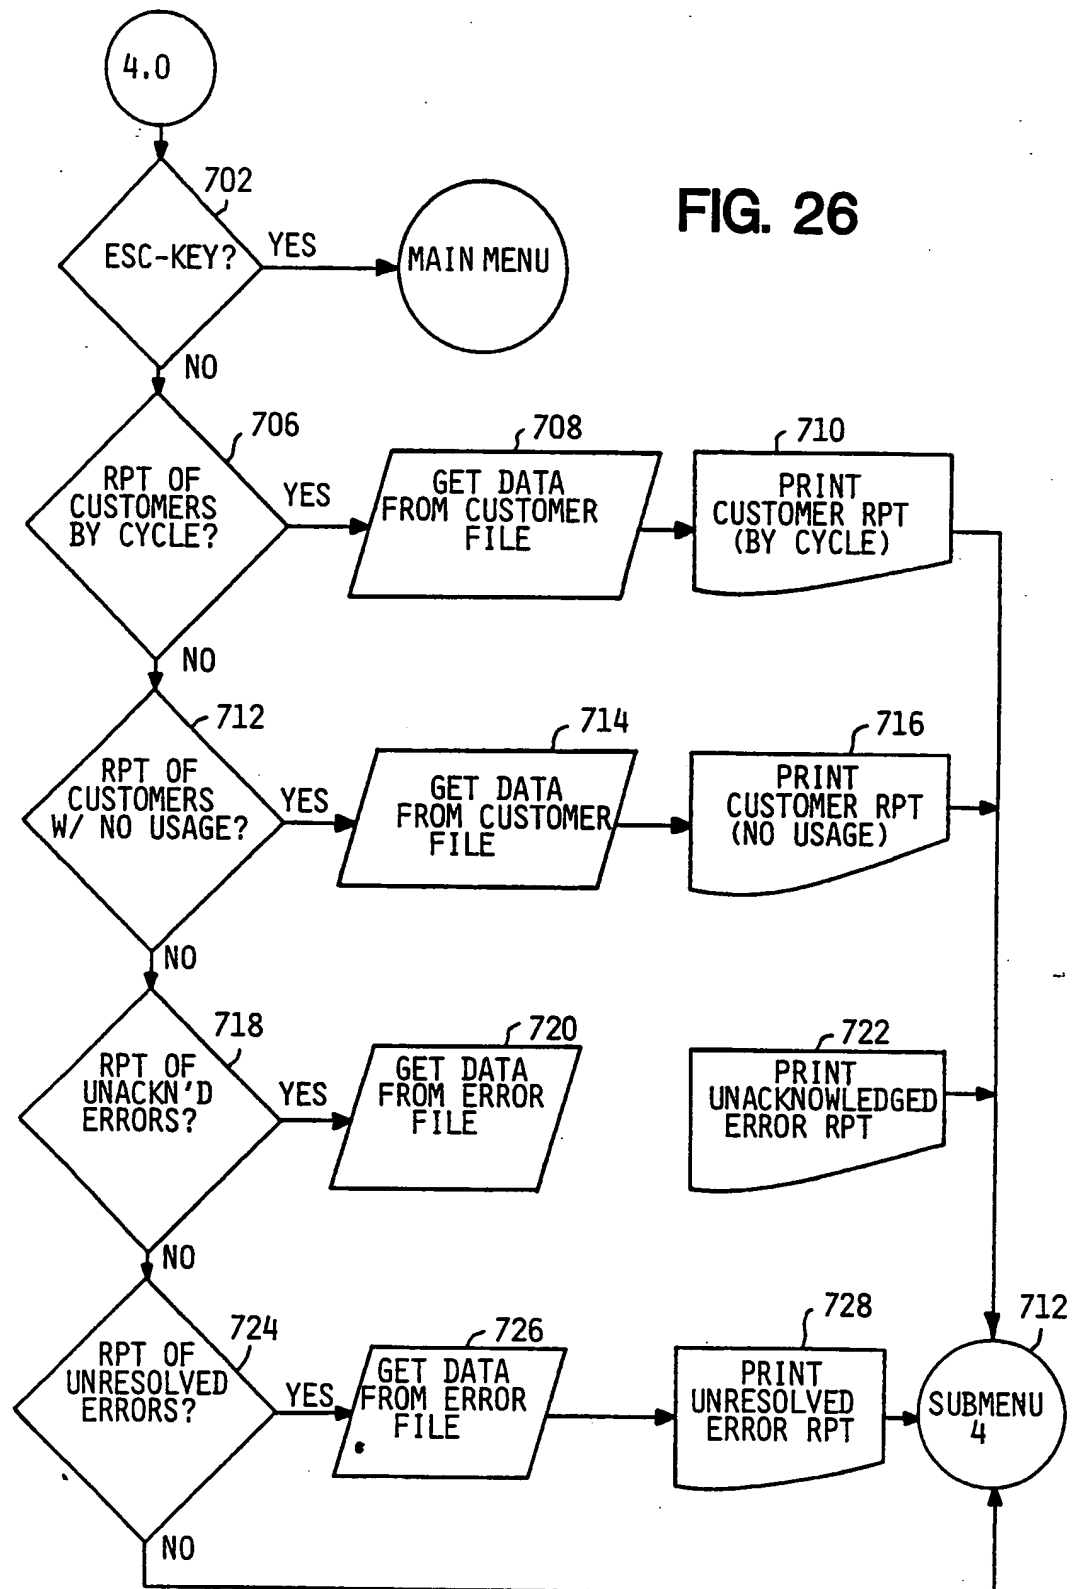 4.0
702
FIG. 26
ESC-KEY?
YES
MAIN MENU
NO
706
708
710
RPT OF
CUSTOMERS
BY CYCLE?
YES
GET DATA
FROM CUSTOMER
FILE
PRINT
CUSTOMER RPT
(BY CYCLE)
NO
712
714
716
RPT OF
CUSTOMERS
W/ NO USAGE?
YES
GET DATA
FROM CUSTOMER
FILE
PRINT
CUSTOMER RPT
(NO USAGE)
NO
718
720
722
RPT OF
UNACKN'D
ERRORS?
YES
GET DATA
FROM ERROR
FILE
PRINT
UNACKNOWLEDGED
ERROR RPT
NO
724
726
728
712
RPT OF
UNRESOLVED
ERRORS?
YES
GET DATA
FROM ERROR
FILE
PRINT
UNRESOLVED
ERROR RPT
SUBMENU
4
NO